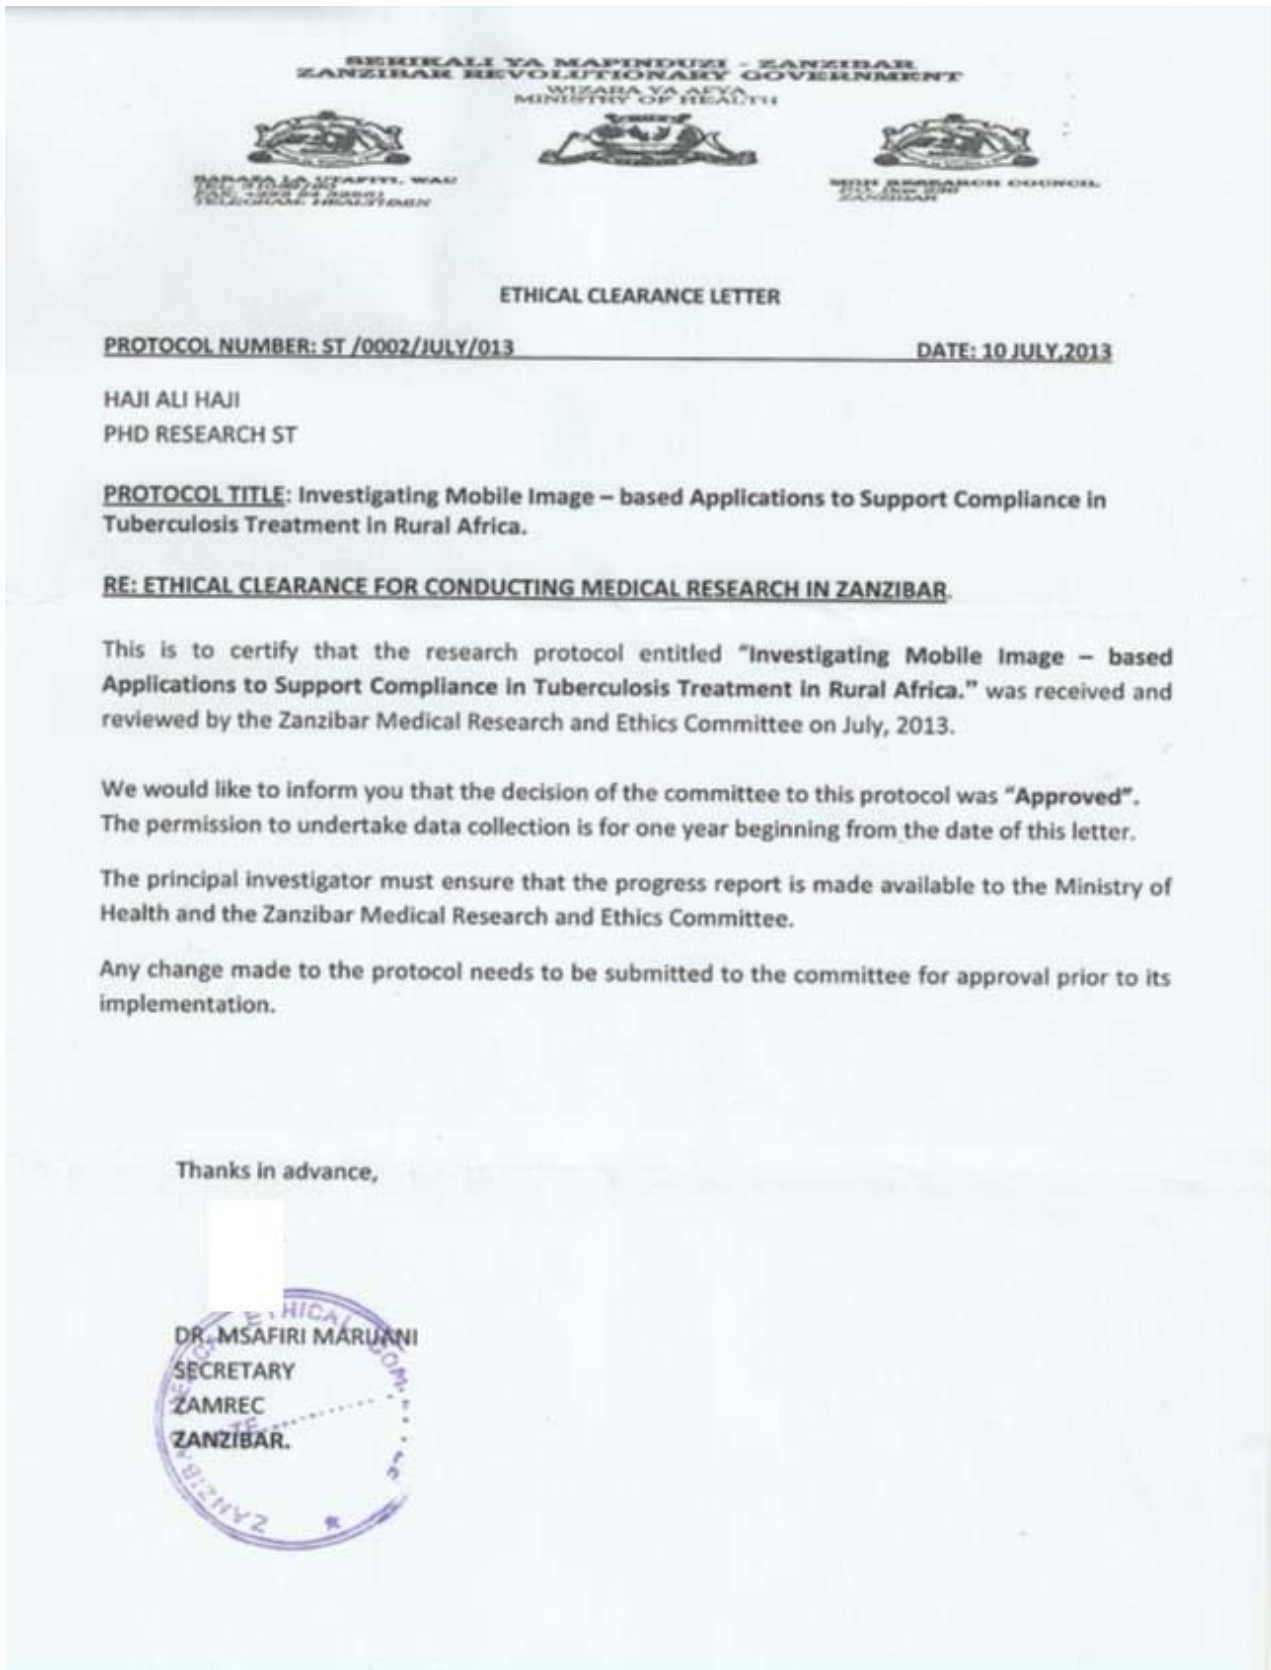 SERIKALI YA MAPINDUZI - ZANZIBAR
ZANZIBAR REVOLUTIONARY GOVERNMENT
WIZARA YA AFYA
MINISTRY OF HEALTH
BARAZA LA UTAFITI, WAU
MOH RESEARCH COUNCIL
ZANZIBAR
ETHICAL CLEARANCE LETTER
PROTOCOL NUMBER: ST /0002/JULY/013 DATE: 10 JULY,2013
HAJI ALI HAJI
PHD RESEARCH ST
PROTOCOL TITLE: Investigating Mobile Image – based Applications to Support Compliance in
Tuberculosis Treatment in Rural Africa.
RE: ETHICAL CLEARANCE FOR CONDUCTING MEDICAL RESEARCH IN ZANZIBAR.
This is to certify that the research protocol entitled “Investigating Mobile Image – based
Applications to Support Compliance in Tuberculosis Treatment in Rural Africa.” was received and
reviewed by the Zanzibar Medical Research and Ethics Committee on July, 2013.
We would like to inform you that the decision of the committee to this protocol was “Approved”.
The permission to undertake data collection is for one year beginning from the date of this letter.
The principal investigator must ensure that the progress report is made available to the Ministry of
Health and the Zanzibar Medical Research and Ethics Committee.
Any change made to the protocol needs to be submitted to the committee for approval prior to its
implementation.
Thanks in advance,
DR. MSAFIRI MARIJANI
SECRETARY
ZAMREC
ZANZIBAR.